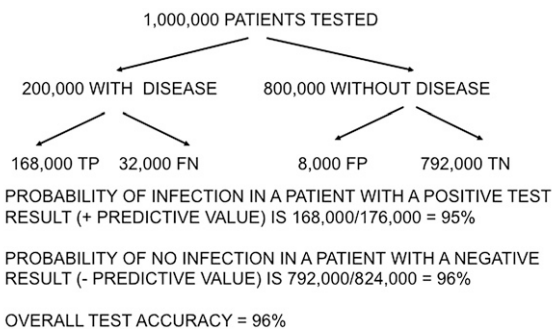 1,000,000 PATIENTS TESTED
200,000 WITH DISEASE 800,000 WITHOUT DISEASE
168,000 TP 32,000 FN 8,000 FP 792,000 TN
PROBABILITY OF INFECTION IN A PATIENT WITH A POSITIVE TEST
RESULT (+ PREDICTIVE VALUE) IS 168,000/176,000 = 95%
PROBABILITY OF NO INFECTION IN A PATIENT WITH A NEGATIVE
RESULT (- PREDICTIVE VALUE) IS 792,000/824,000 = 96%
OVERALL TEST ACCURACY = 96%